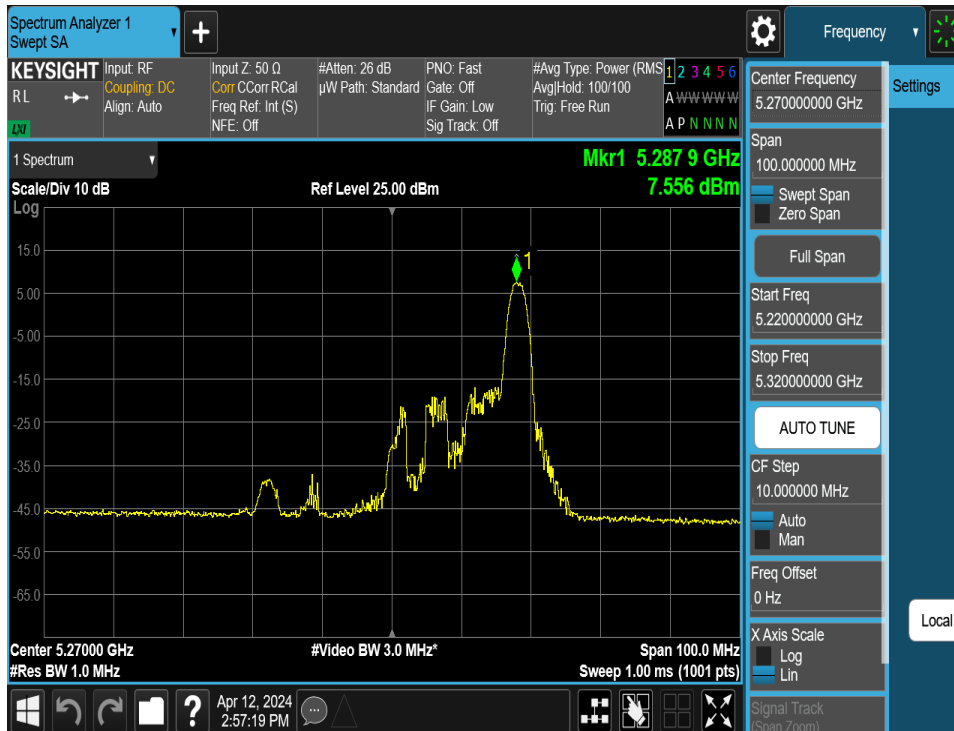 Spectrum Analyzer 1
Swept SA
+
Frequency
KEYSIGHT
R L
LXI
Input: RF
Coupling: DC
Align: Auto
Input Z: 50 Ω
Corr CCorr RCal
Freq Ref: Int (S)
NFE: Off
#Atten: 26 dB
µW Path: Standard
PNO: Fast
Gate: Off
IF Gain: Low
Sig Track: Off
#Avg Type: Power (RMS
Avg|Hold: 100/100
Trig: Free Run
1 2 3 4 5 6
A W W W W W
A P N N N N
1 Spectrum
Scale/Div 10 dB
Log
Ref Level 25.00 dBm
Mkr1 5.287 9 GHz
7.556 dBm
1
15.0
5.00
-5.00
-15.0
-25.0
-35.0
-45.0
-55.0
-65.0
Center 5.27000 GHz
#Res BW 1.0 MHz
#Video BW 3.0 MHz*
Span 100.0 MHz
Sweep 1.00 ms (1001 pts)
Center Frequency
5.270000000 GHz
Span
100.000000 MHz
Swept Span
Zero Span
Full Span
Start Freq
5.220000000 GHz
Stop Freq
5.320000000 GHz
AUTO TUNE
CF Step
10.000000 MHz
Auto
Man
Freq Offset
0 Hz
X Axis Scale
Log
Lin
Signal Track
(Span Zoom)
Settings
Local
?
Apr 12, 2024
2:57:19 PM